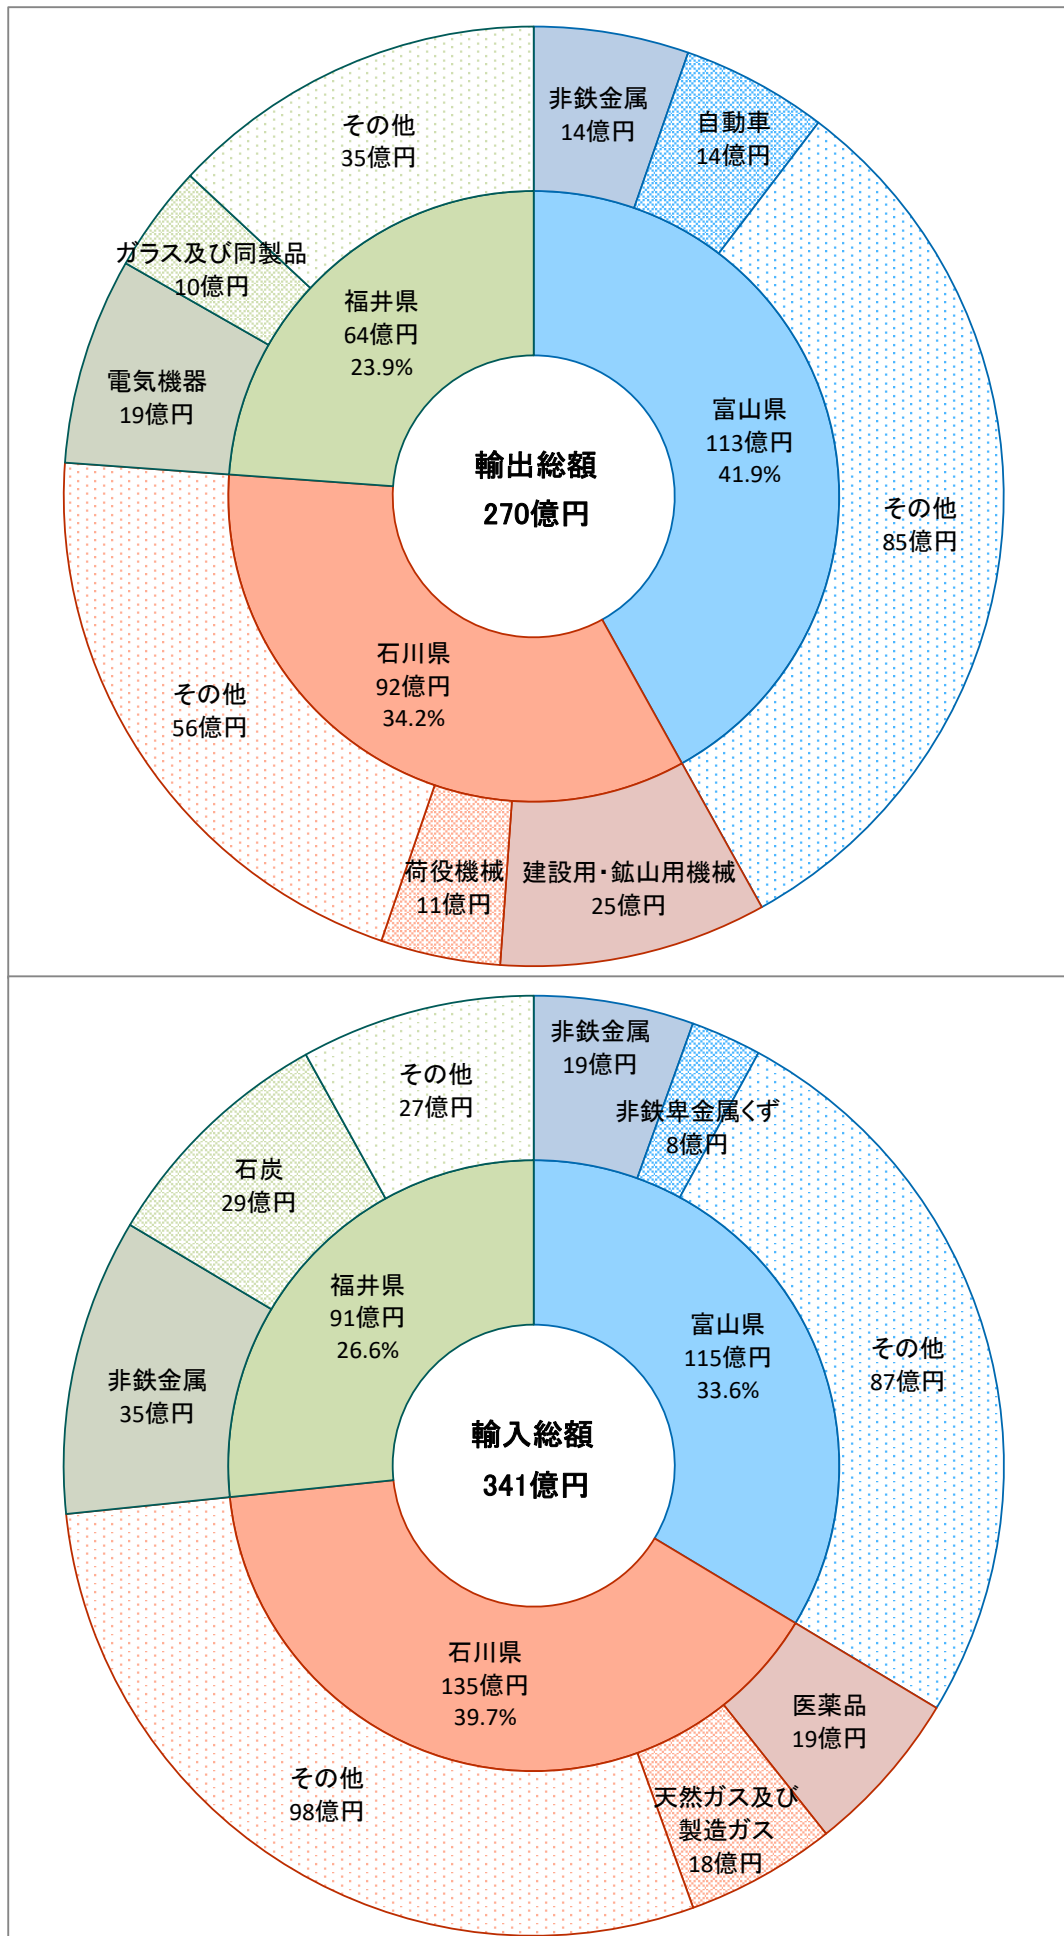 非鉄金属
14億円
自動車
14億円
その他
85億円
建設用・鉱山用機械
25億円
荷役機械
11億円
その他
56億円
電気機器
19億円
ガラス及び同製品
10億円
その他
35億円
富山県
113億円
41.9%
石川県
92億円
34.2%
福井県
64億円
23.9%
輸出総額
270億円
非鉄金属
19億円
非鉄卑金属くず
8億円
その他
87億円
医薬品
19億円
天然ガス及び
製造ガス
18億円
その他
98億円
非鉄金属
35億円
石炭
29億円
その他
27億円
富山県
115億円
33.6%
石川県
135億円
39.7%
福井県
91億円
26.6%
輸入総額
341億円